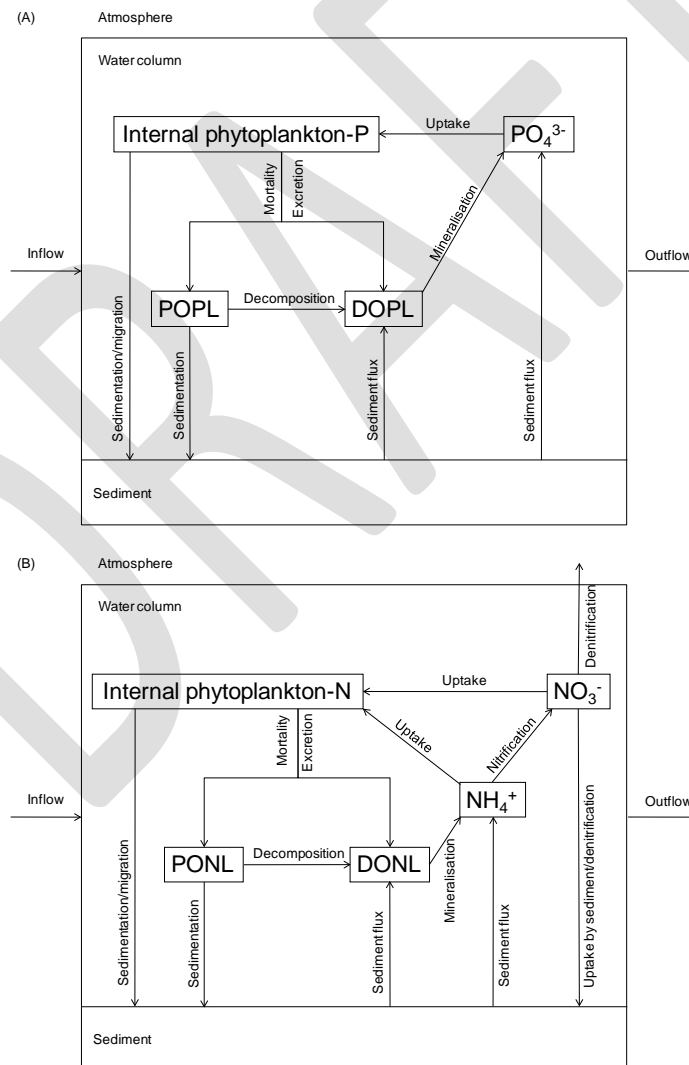 (A)
Atmosphere
Water column
Internal phytoplankton-P
Uptake
PO₄³⁻
Mortality
Excretion
Mineralisation
Inflow
Outflow
POPL
Decomposition
DOPL
Sedimentation/migration
Sedimentation
Sediment flux
Sediment flux
Sediment
(B)
Atmosphere
Denitrification
Water column
Internal phytoplankton-N
Uptake
NO₃⁻
Mortality
Excretion
Uptake
Nitrification
NH₄⁺
Inflow
Outflow
PONL
Decomposition
DONL
Mineralisation
Sedimentation/migration
Sedimentation
Sediment flux
Sediment flux
Uptake by sediment/denitrification
Sediment
DRAFT